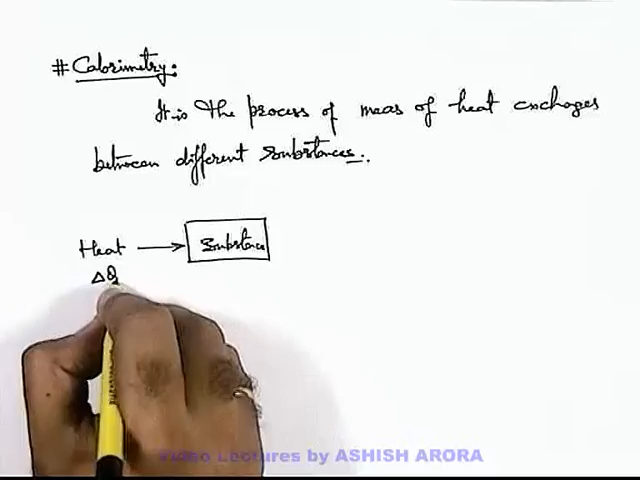 # Calorimetry:
It is the process of meas of heat exchages
between different Substances.
Heat → Substance
ΔQ
Video Lectures by ASHISH ARORA